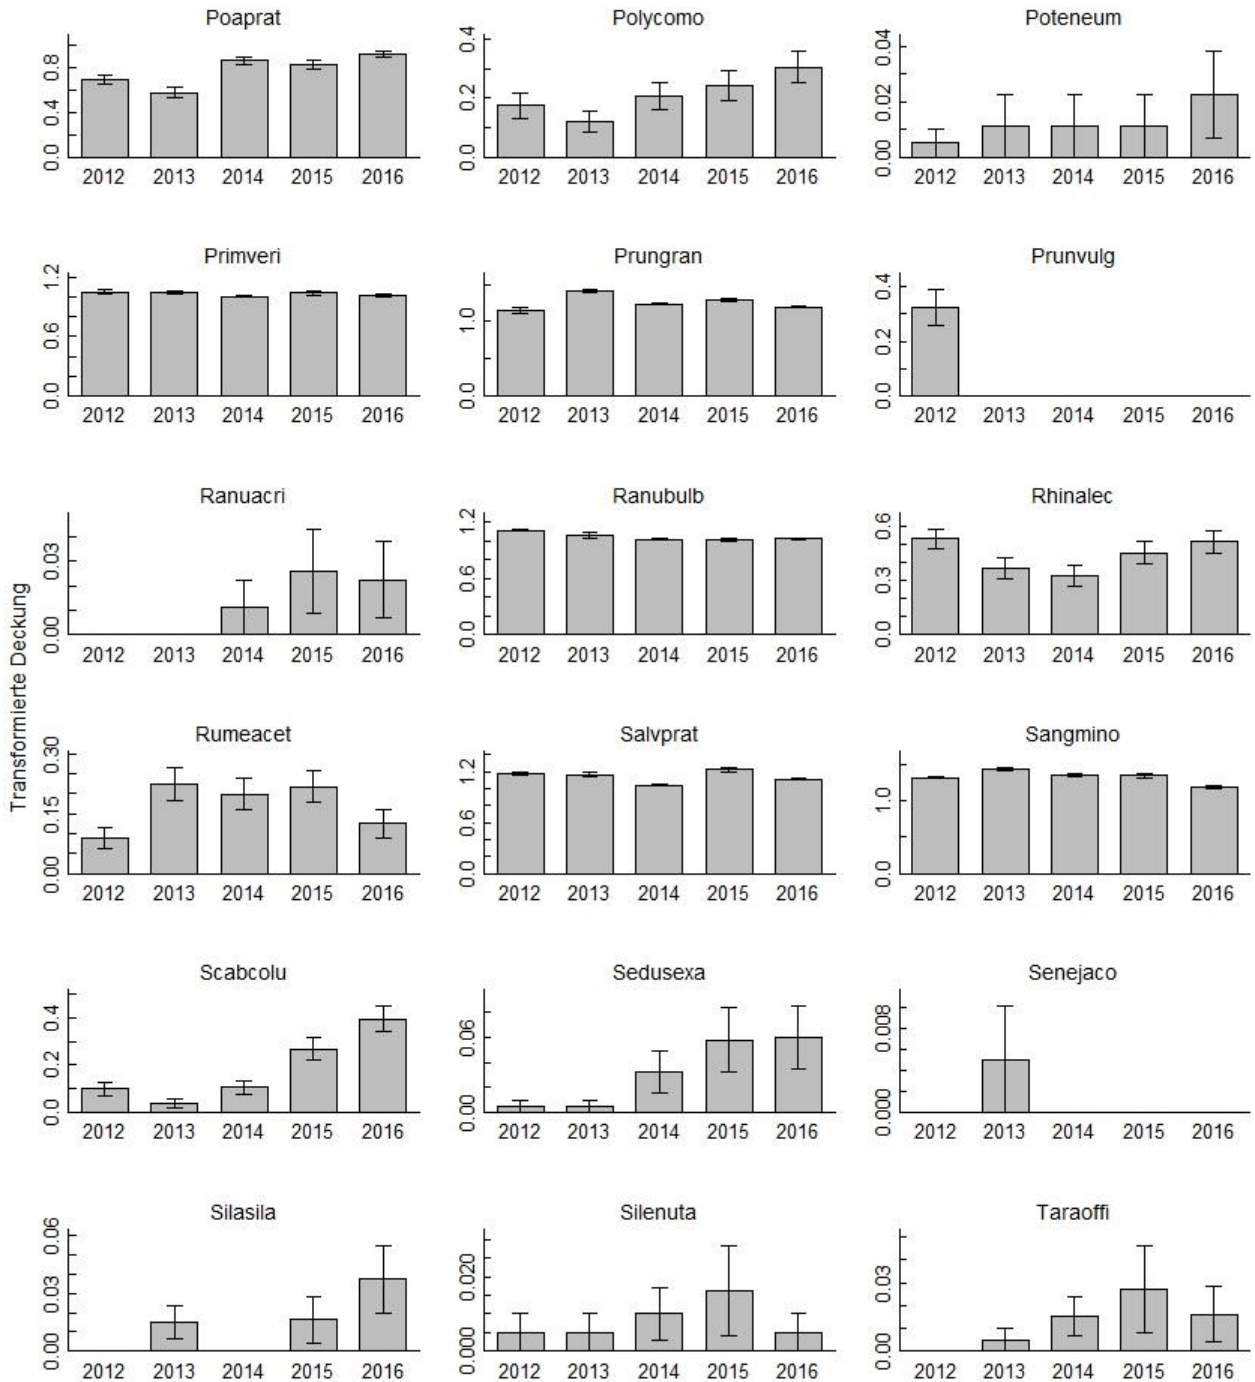 Poaprat Polycomo Poteneum
0.0 0.4 0.8 0.0 0.2 0.4 0.00 0.02 0.04
2012 2013 2014 2015 2016 2012 2013 2014 2015 2016 2012 2013 2014 2015 2016
Primveri Prungran Prunvulg
0.0 0.6 1.2 0.0 1.0 0.0 0.2 0.4
2012 2013 2014 2015 2016 2012 2013 2014 2015 2016 2012 2013 2014 2015 2016
Ranuacri Ranubulb Rhinalec
0.00 0.03 0.0 0.6 1.2 0.0 0.3 0.6
2012 2013 2014 2015 2016 2012 2013 2014 2015 2016 2012 2013 2014 2015 2016
Transformierte Deckung
Rumeacet Salvprat Sangmino
0.00 0.15 0.30 0.0 0.6 1.2 0.0 1.0
2012 2013 2014 2015 2016 2012 2013 2014 2015 2016 2012 2013 2014 2015 2016
Scabcolu Sedusexa Senejaco
0.0 0.2 0.4 0.00 0.06 0.000 0.008
2012 2013 2014 2015 2016 2012 2013 2014 2015 2016 2012 2013 2014 2015 2016
Silasila Silenuta Taraoffi
0.00 0.03 0.06 0.000 0.020 0.00 0.03
2012 2013 2014 2015 2016 2012 2013 2014 2015 2016 2012 2013 2014 2015 2016